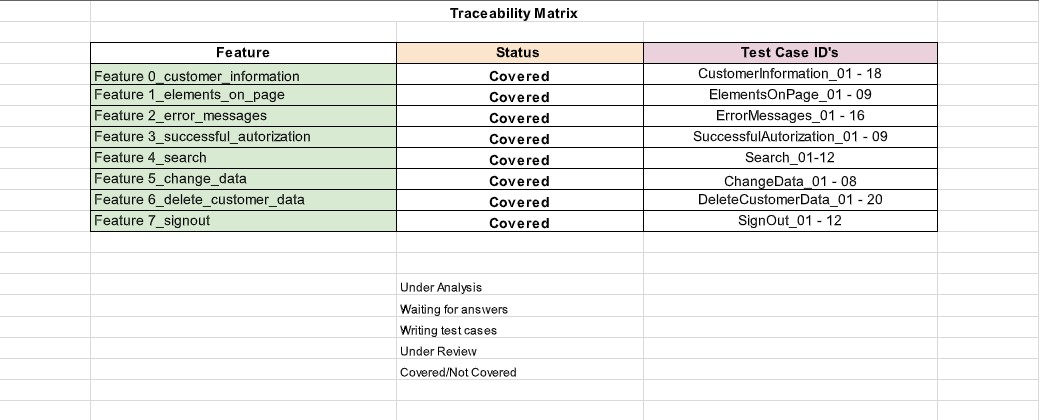 Traceability Matrix
Feature Status Test Case ID's
Feature 0_customer_information Covered CustomerInformation_01 - 18
Feature 1_elements_on_page Covered ElementsOnPage_01 - 09
Feature 2_error_messages Covered ErrorMessages_01 - 16
Feature 3_successful_autorization Covered SuccessfulAutorization_01 - 09
Feature 4_search Covered Search_01-12
Feature 5_change_data Covered ChangeData_01 - 08
Feature 6_delete_customer_data Covered DeleteCustomerData_01 - 20
Feature 7_signout Covered SignOut_01 - 12
Under Analysis
Waiting for answers
Writing test cases
Under Review
Covered/Not Covered